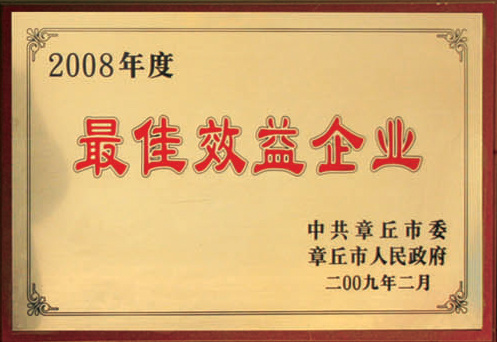 2008年度
最佳效益企业
中共章丘市委
章丘市人民政府
二00九年二月